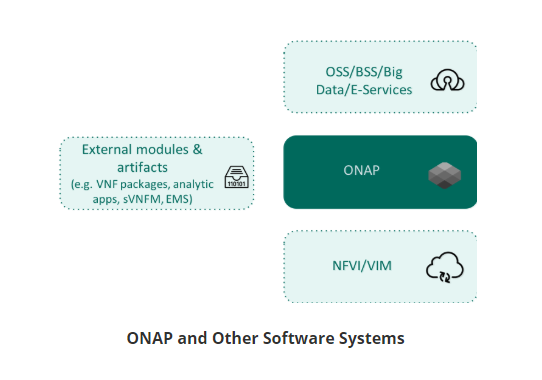 OSS/BSS/Big
Data/E-Services
External modules &
artifacts
(e.g. VNF packages, analytic
apps, sVNFM, EMS)
110101
ONAP
NFVI/VIM
ONAP and Other Software Systems